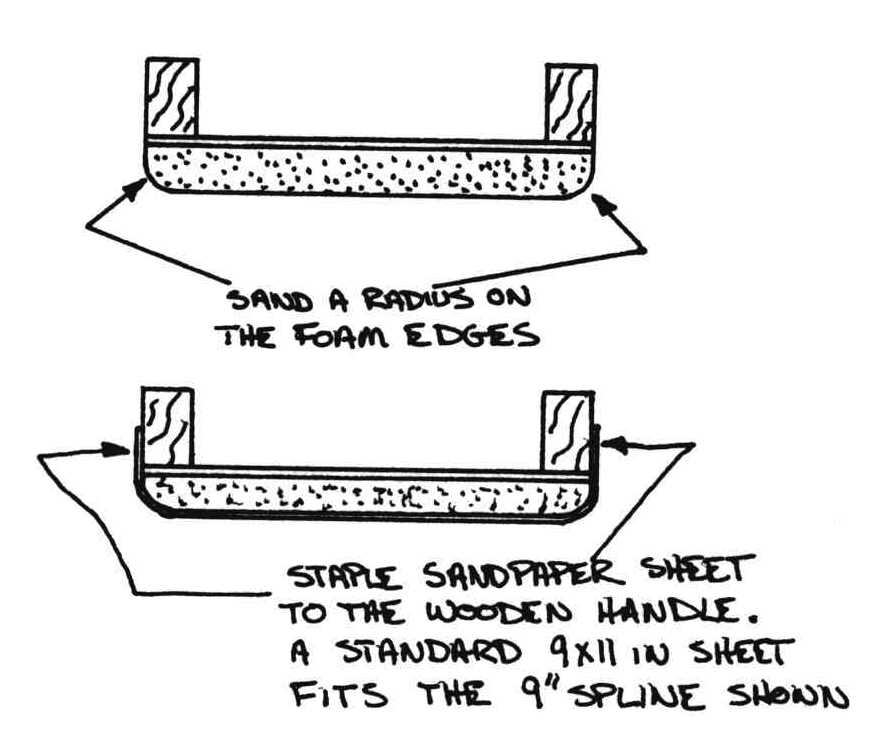 SAND A RADIUS ON
THE FOAM EDGES
STAPLE SANDPAPER SHEET
TO THE WOODEN HANDLE.
A STANDARD 9X11 IN SHEET
FITS THE 9" SPLINE SHOWN